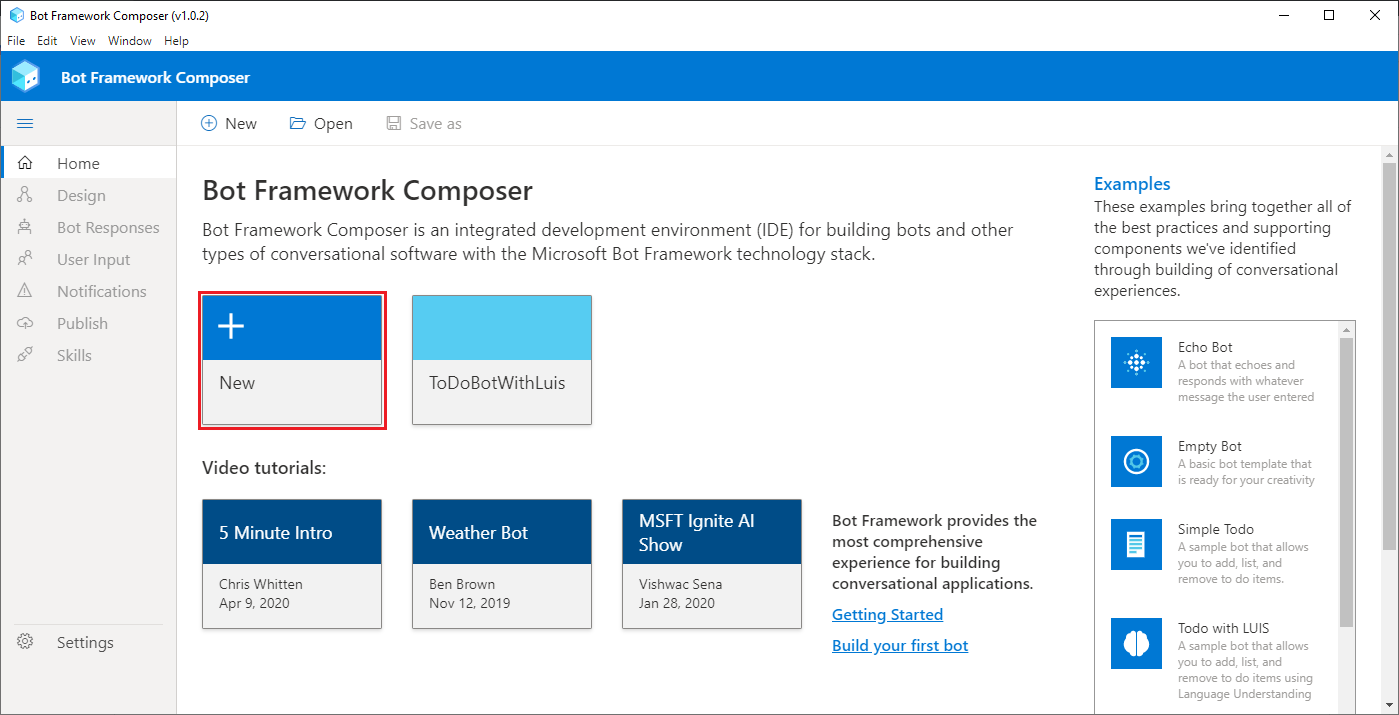 Bot Framework Composer (v1.0.2)
File Edit View Window Help
Bot Framework Composer
New Open Save as
Home
Design
Bot Responses
User Input
Notifications
Publish
Skills
Settings
Bot Framework Composer
Bot Framework Composer is an integrated development environment (IDE) for building bots and other
types of conversational software with the Microsoft Bot Framework technology stack.
New
ToDoBotWithLuis
Video tutorials:
5 Minute Intro
Chris Whitten
Apr 9, 2020
Weather Bot
Ben Brown
Nov 12, 2019
MSFT Ignite AI
Show
Vishwac Sena
Jan 28, 2020
Bot Framework provides the
most comprehensive
experience for building
conversational applications.
Getting Started
Build your first bot
Examples
These examples bring together all of
the best practices and supporting
components we've identified
through building of conversational
experiences.
Echo Bot
A bot that echoes and
responds with whatever
message the user entered
Empty Bot
A basic bot template that
is ready for your creativity
Simple Todo
A sample bot that allows
you to add, list, and
remove to do items.
Todo with LUIS
A sample bot that allows
you to add, list, and
remove to do items using
Language Understanding